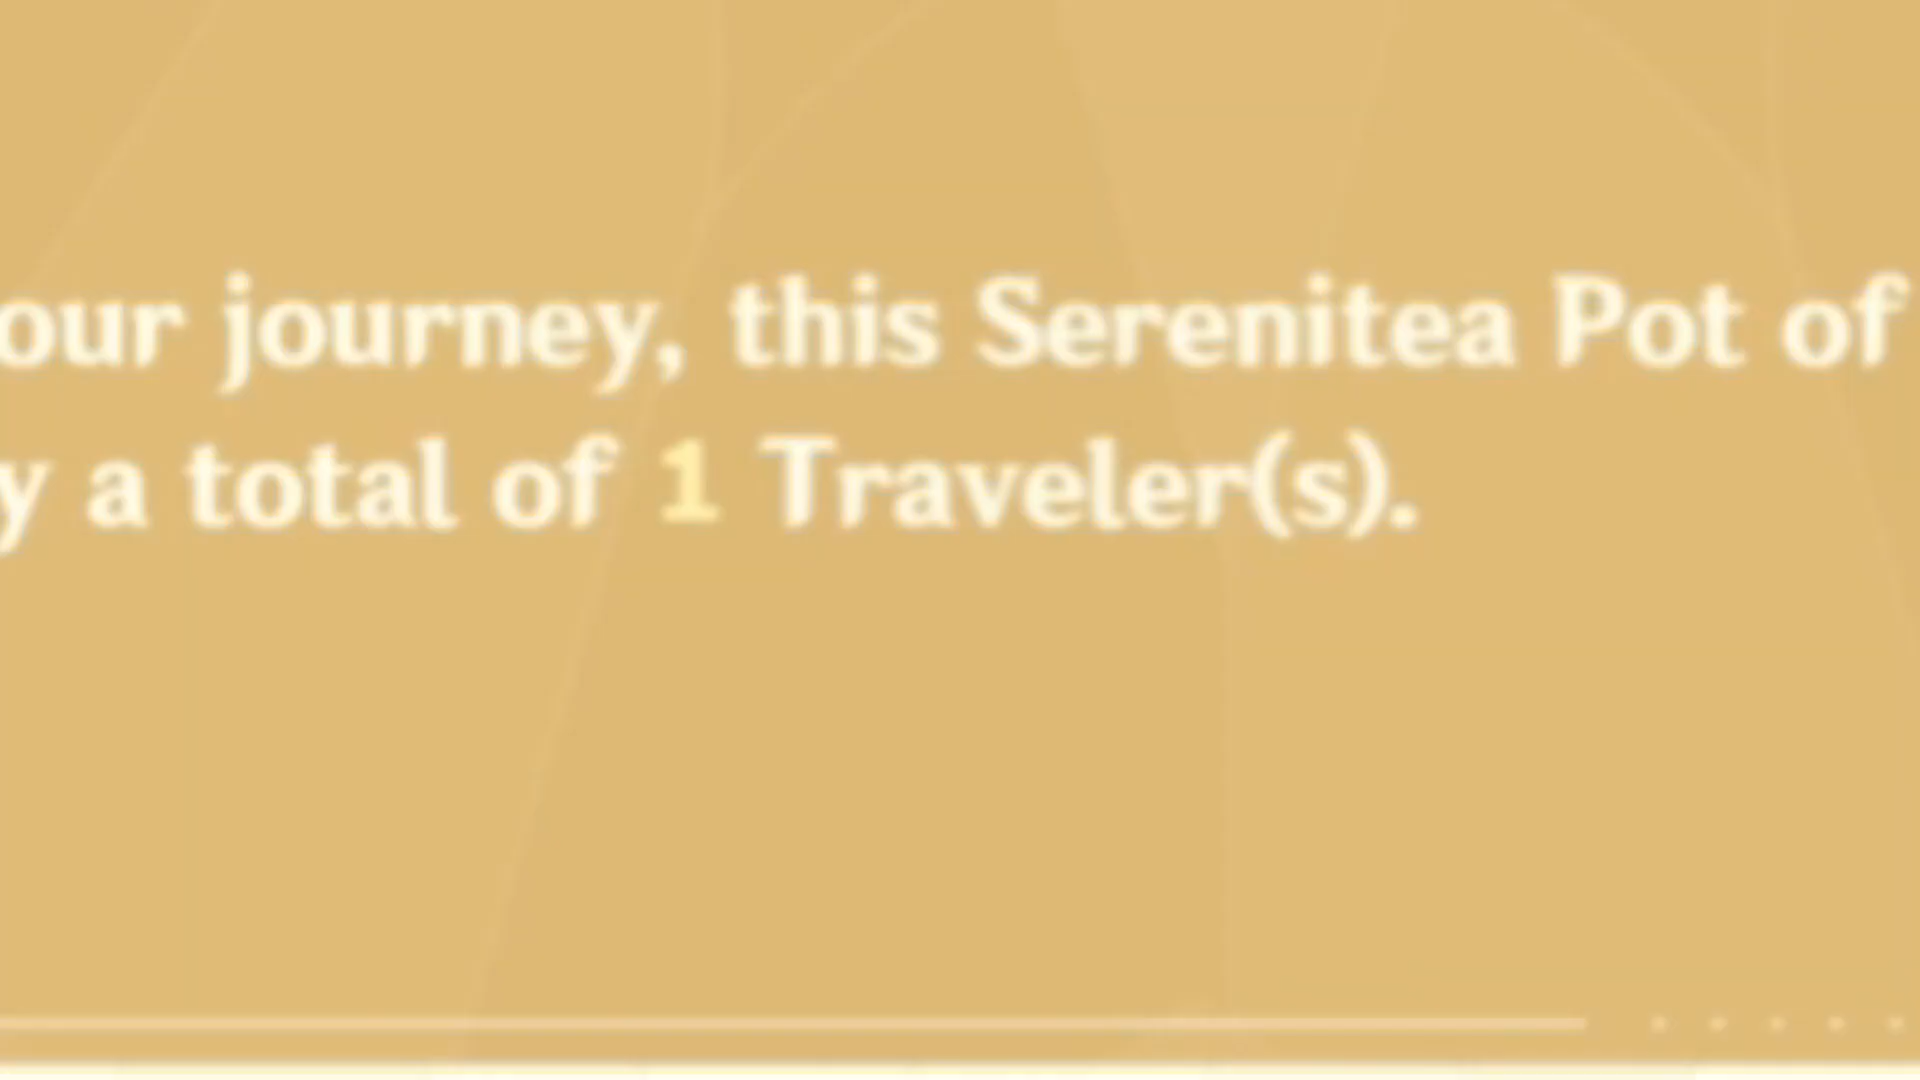 our journey, this Serenitea Pot of
y a total of 1 Traveler(s).